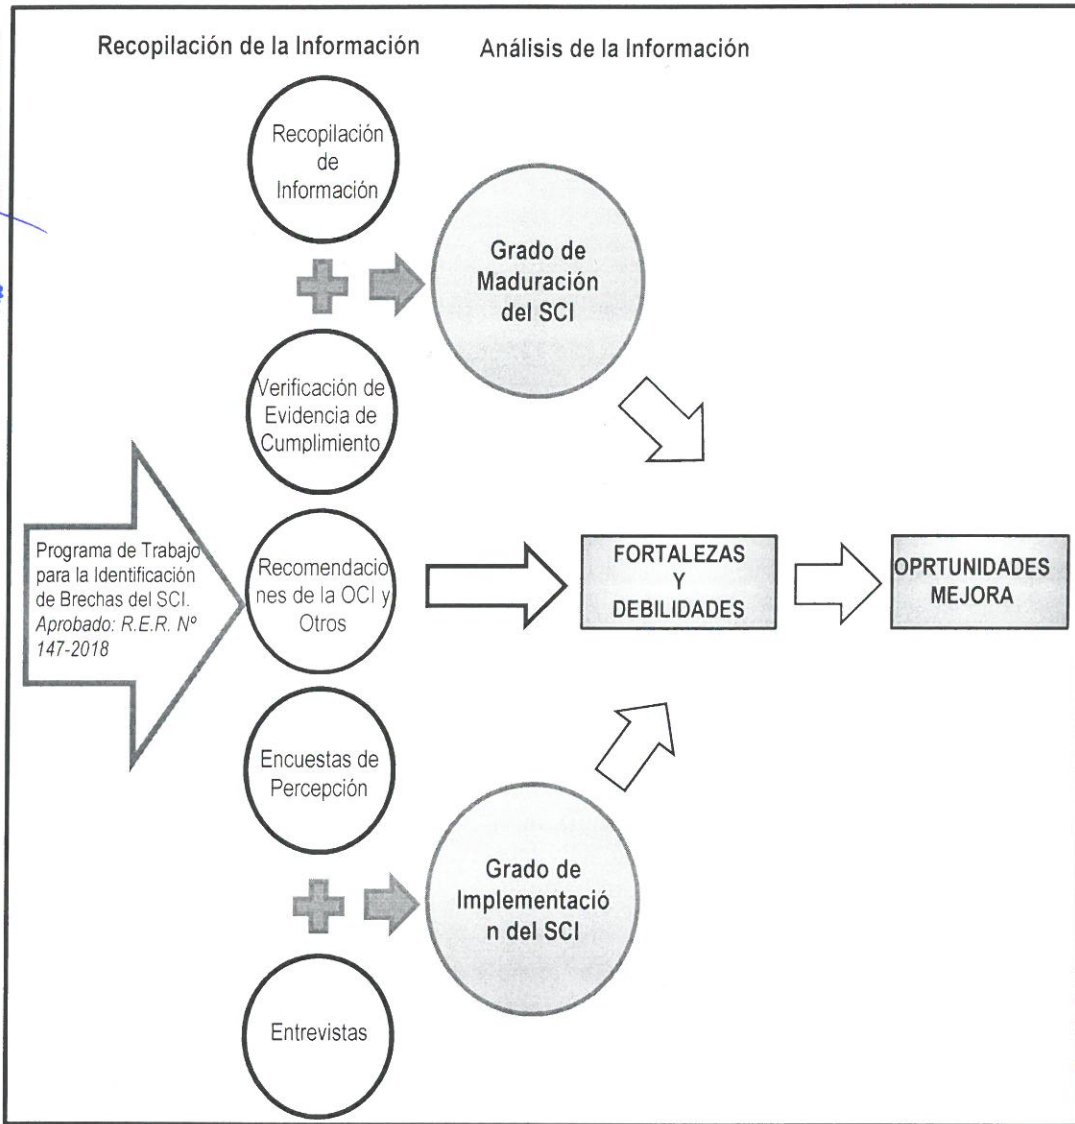 Recopilación de la Información
Análisis de la Información
Recopilación
de
Información
Grado de
Maduración
del SCI
Verificación de
Evidencia de
Cumplimiento
Programa de Trabajo
para la Identificación
de Brechas del SCI.
Aprobado: R.E.R. Nº
147-2018
Recomendacio
nes de la OCI y
Otros
FORTALEZAS
Y
DEBILIDADES
OPRTUNIDADES
MEJORA
Encuestas de
Percepción
Grado de
Implementació
n del SCI
Entrevistas